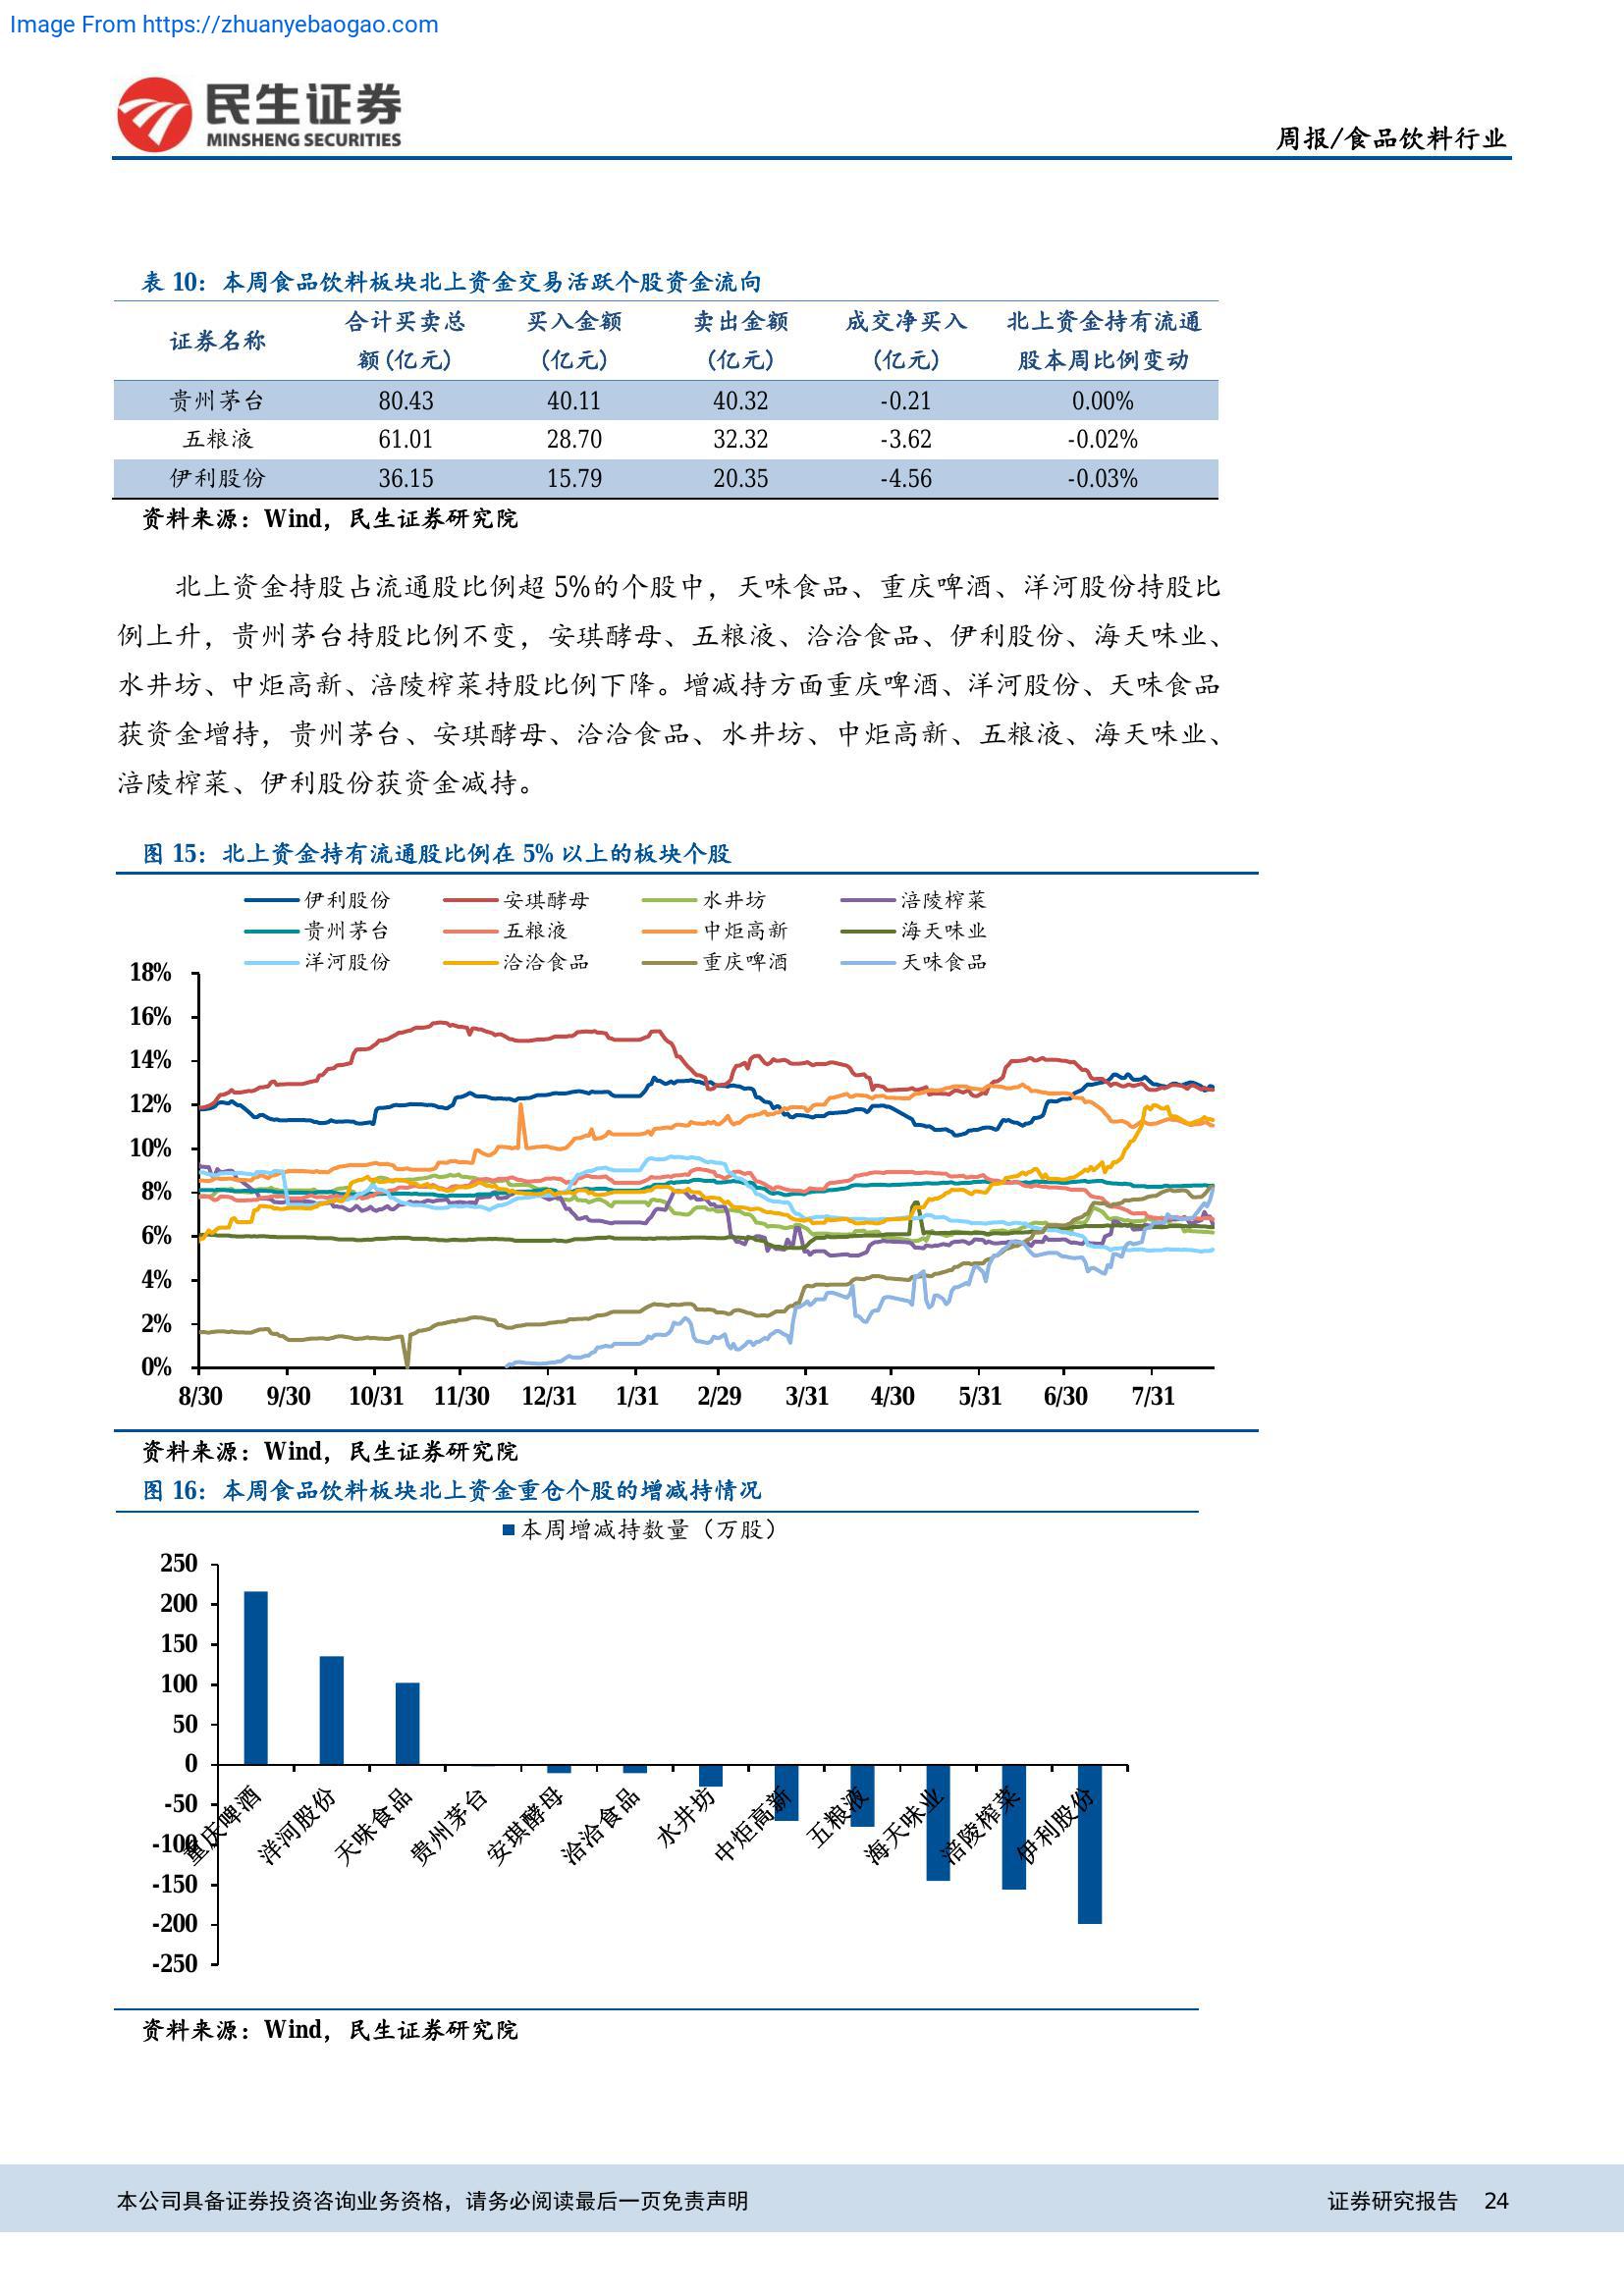 Image From https://zhuanyebaogao.com
民生证券
MINSHENG SECURITIES
周报/食品饮料行业
表 10：本周食品饮料板块北上资金交易活跃个股资金流向
证券名称 合计买卖总额(亿元) 买入金额(亿元) 卖出金额(亿元) 成交净买入(亿元) 北上资金持有流通股本周比例变动
贵州茅台 80.43 40.11 40.32 -0.21 0.00%
五粮液 61.01 28.70 32.32 -3.62 -0.02%
伊利股份 36.15 15.79 20.35 -4.56 -0.03%
资料来源：Wind，民生证券研究院
北上资金持股占流通股比例超 5%的个股中，天味食品、重庆啤酒、洋河股份持股比
例上升，贵州茅台持股比例不变，安琪酵母、五粮液、洽洽食品、伊利股份、海天味业、
水井坊、中炬高新、涪陵榨菜持股比例下降。增减持方面重庆啤酒、洋河股份、天味食品
获资金增持，贵州茅台、安琪酵母、洽洽食品、水井坊、中炬高新、五粮液、海天味业、
涪陵榨菜、伊利股份获资金减持。
图 15：北上资金持有流通股比例在 5% 以上的板块个股
伊利股份 安琪酵母 水井坊 涪陵榨菜
贵州茅台 五粮液 中炬高新 海天味业
洋河股份 洽洽食品 重庆啤酒 天味食品
18%
16%
14%
12%
10%
8%
6%
4%
2%
0%
8/30 9/30 10/31 11/30 12/31 1/31 2/29 3/31 4/30 5/31 6/30 7/31
资料来源：Wind，民生证券研究院
图 16：本周食品饮料板块北上资金重仓个股的增减持情况
本周增减持数量（万股）
250
200
150
100
50
0
-50
-100
-150
-200
-250
重庆啤酒 洋河股份 天味食品 贵州茅台 安琪酵母 洽洽食品 水井坊 中炬高新 五粮液 海天味业 涪陵榨菜 伊利股份
资料来源：Wind，民生证券研究院
本公司具备证券投资咨询业务资格，请务必阅读最后一页免责声明
证券研究报告 24